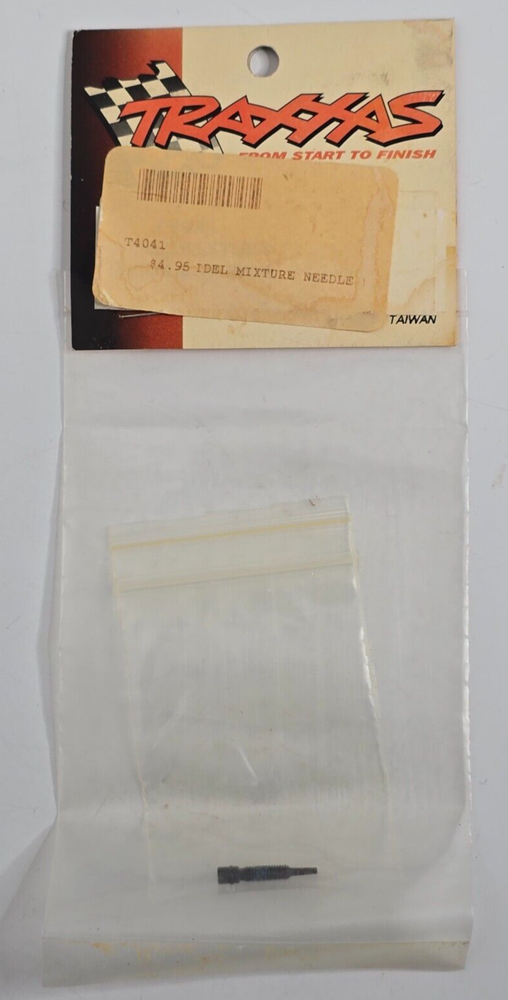 TRAXXAS
FROM START TO FINISH
T4041
$4.95 IDEL MIXTURE NEEDLE
TAIWAN